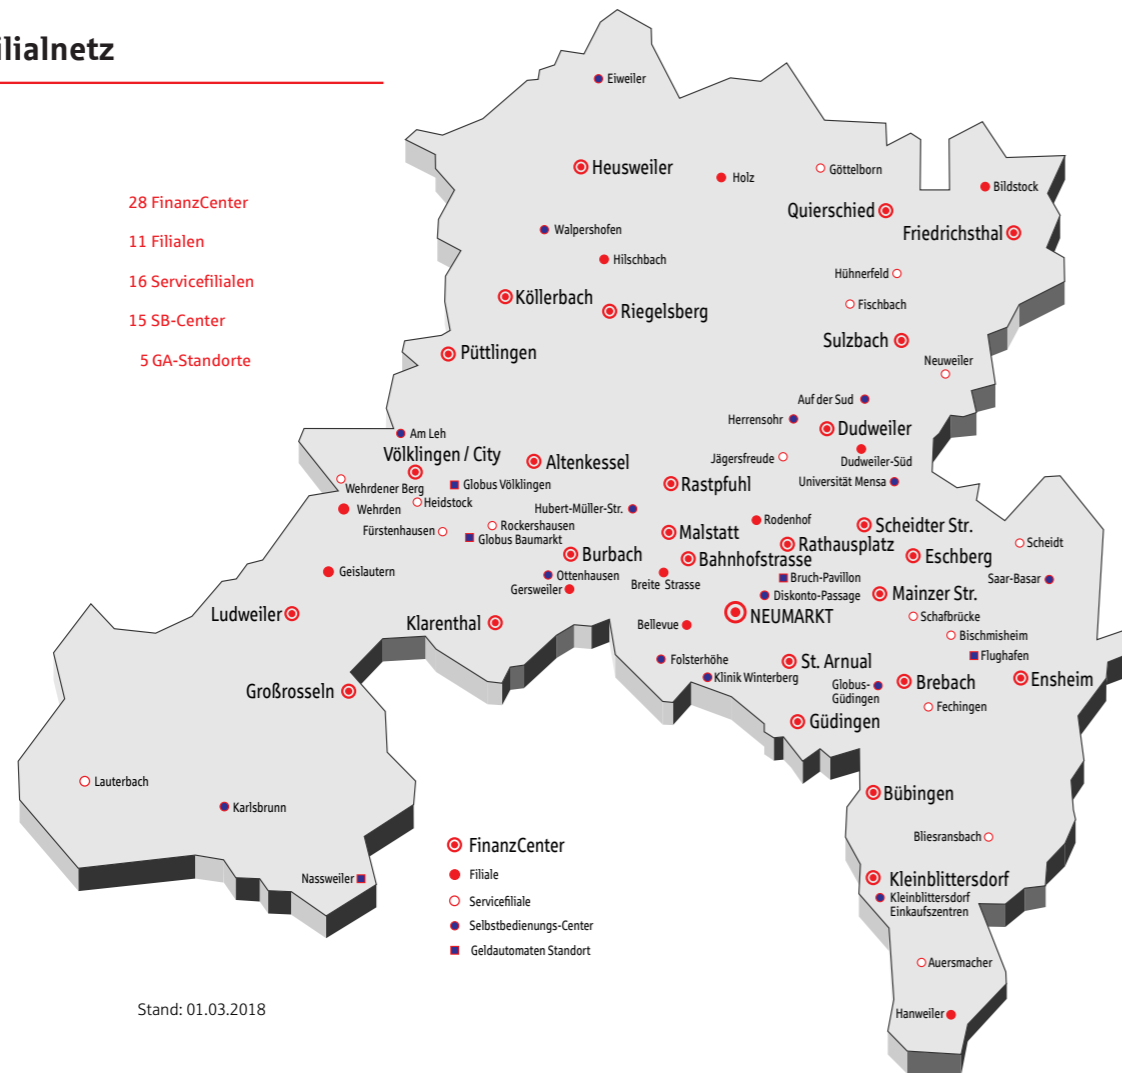 ilialnetz
28 FinanzCenter
11 Filialen
16 Servicefilialen
15 SB-Center
5 GA-Standorte
Eiweiler
Heusweiler
Holz
Göttelborn
Bildstock
Quierschied
Friedrichsthal
Walpershofen
Hilschbach
Hühnerfeld
Köllerbach
Riegelsberg
Fischbach
Sulzbach
Püttlingen
Neuweiler
Auf der Sud
Herrensohr
Dudweiler
Am Leh
Völklingen / City
Altenkessel
Jägersfreude
Dudweiler-Süd
Wehrdener Berg
Globus Völklingen
Rastpfuhl
Universität Mensa
Heidstock
Wehrden
Hubert-Müller-Str.
Rodenhof
Scheidter Str.
Fürstenhausen
Rockershausen
Globus Baumarkt
Malstatt
Rathausplatz
Scheidt
Burbach
Bahnhofstrasse
Eschberg
Geislautern
Ottenhausen
Gersweiler
Breite Strasse
Bruch-Pavillon
Saar-Basar
Diskonto-Passage
Mainzer Str.
Ludweiler
Klarenthal
Bellevue
NEUMARKT
Schafbrücke
Bischmisheim
Folsterhöhe
St. Arnual
Flughafen
Klinik Winterberg
Globus-
Güdingen
Brebach
Ensheim
Großrosseln
Güdingen
Fechingen
Lauterbach
Karlsbrunn
Bübingen
Bliesransbach
Nassweiler
Kleinblittersdorf
Kleinblittersdorf
Einkaufszentren
Auersmacher
Hanweiler
FinanzCenter
Filiale
Servicefiliale
Selbstbedienungs-Center
Geldautomaten Standort
Stand: 01.03.2018